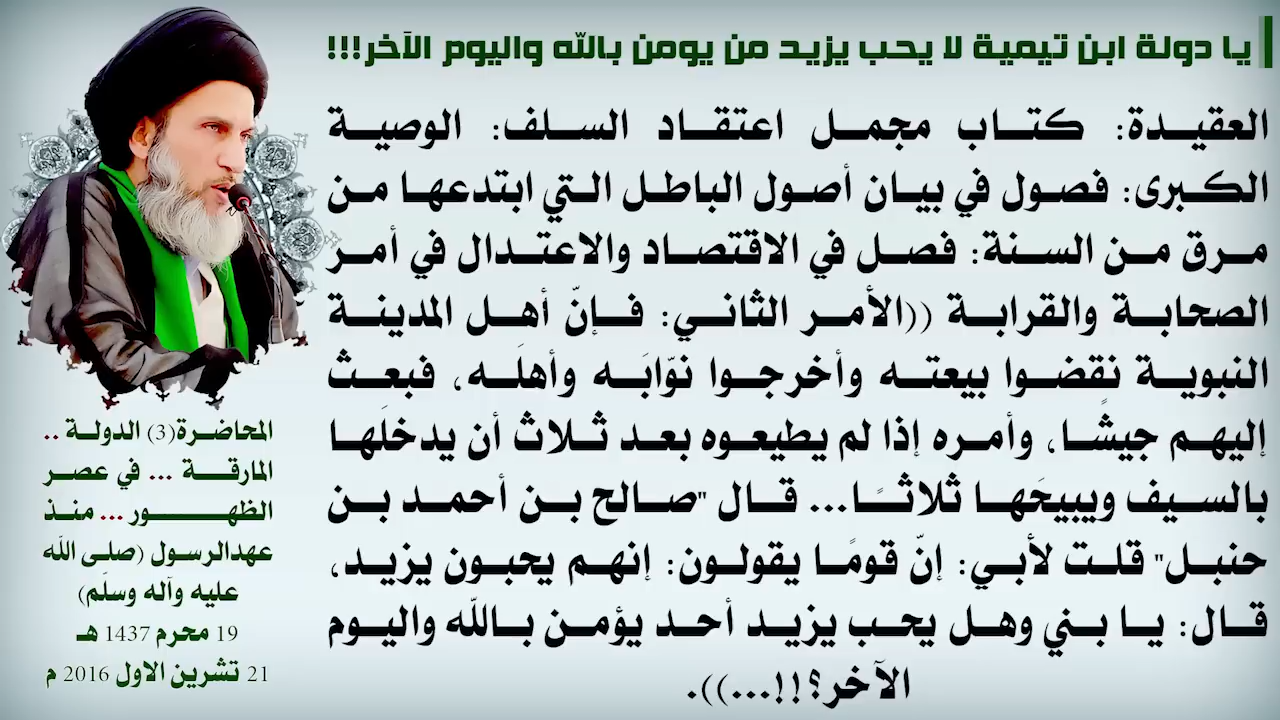 يا دولة ابن تيمية لا يحب يزيد من يومن بالله واليوم الآخر!!!
العقيدة: كتاب مجمل اعتقاد السلف: الوصية
الكبرى: فصول في بيان أصول الباطل التي ابتدعها من
مرق من السنة: فصل في الاقتصاد والاعتدال في أمر
الصحابة والقرابة ((الأمر الثاني: فإنّ أهل المدينة
النبوية نقضوا بيعته وأخرجوا نوّابَه وأهلَه، فبعث
إليهم جيشًا، وأمره إذا لم يطيعوه بعد ثلاث أن يدخلَها
بالسيف ويبيحَها ثلاثًا... قال "صالح بن أحمد بن
حنبل" قلت لأبي: إنّ قومًا يقولون: إنهم يحبون يزيد،
قال: يا بني وهل يحب يزيد أحد يؤمن بالله واليوم
الآخر؟!!...)).
المحاضرة(3) الدولة ..
المارقة ... في عصر
الظهور ... منذ
عهدالرسول (صلى الله
عليه وآله وسلّم)
19 محرم 1437 هـ
21 تشرين الاول 2016 م